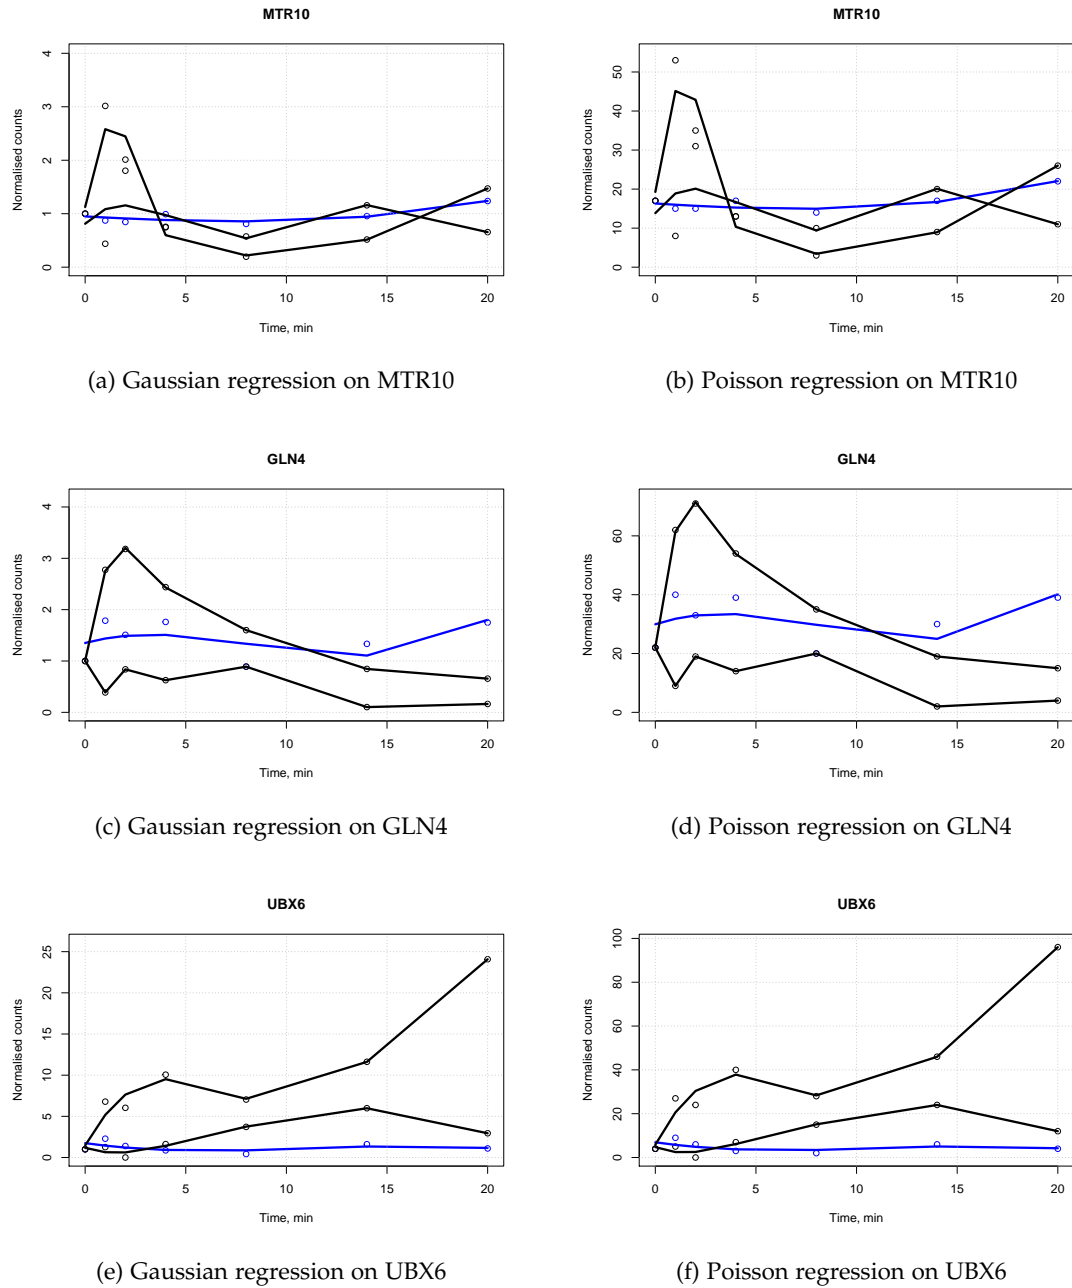 MTR10
Normalised counts
4
3
2
1
0
0 5 10 15 20
Time, min
(a) Gaussian regression on MTR10
MTR10
Normalised counts
50
40
30
20
10
0
0 5 10 15 20
Time, min
(b) Poisson regression on MTR10
GLN4
Normalised counts
4
3
2
1
0
0 5 10 15 20
Time, min
(c) Gaussian regression on GLN4
GLN4
Normalised counts
60
40
20
0
0 5 10 15 20
Time, min
(d) Poisson regression on GLN4
UBX6
Normalised counts
25
20
15
10
5
0
0 5 10 15 20
Time, min
(e) Gaussian regression on UBX6
UBX6
Normalised counts
100
80
60
40
20
0
0 5 10 15 20
Time, min
(f) Poisson regression on UBX6